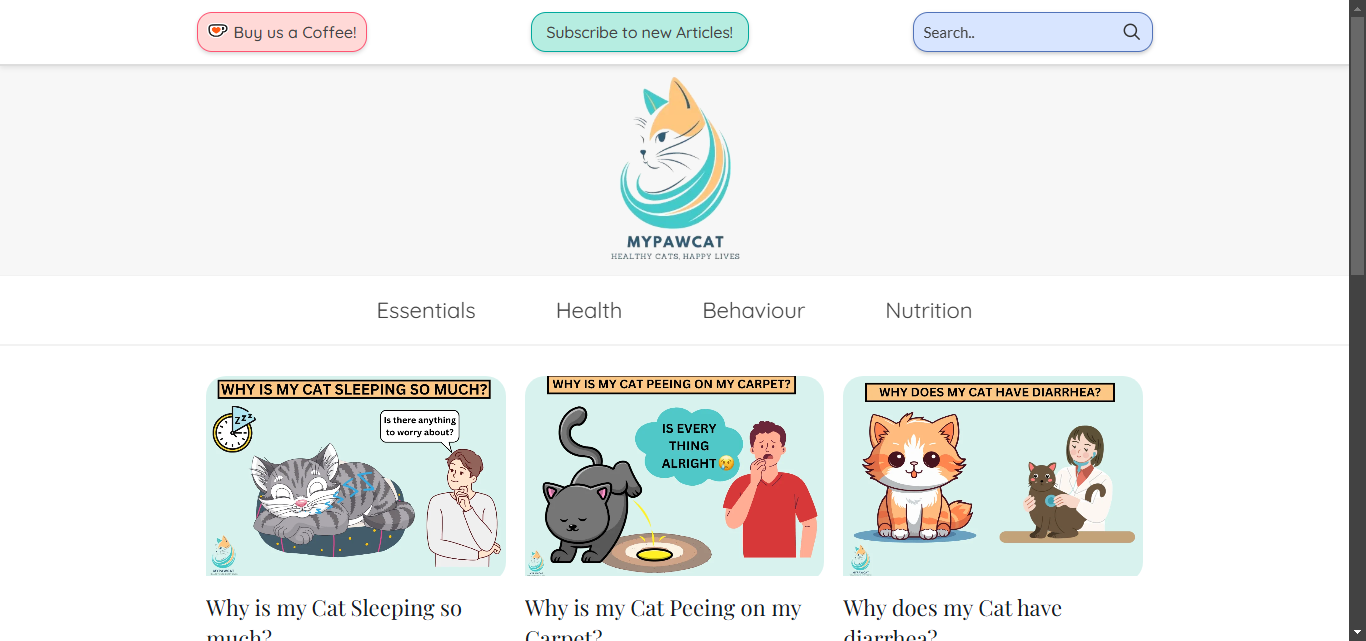 Buy us a Coffee!
Subscribe to new Articles!
Search..
MYPAWCAT
HEALTHY CATS, HAPPY LIVES
Essentials
Health
Behaviour
Nutrition
WHY IS MY CAT SLEEPING SO MUCH?
Is there anything
to worry about?
ZZZ
MYPAWCAT
Why is my Cat Sleeping so
much?
WHY IS MY CAT PEEING ON MY CARPET?
IS EVERY
THING
ALRIGHT😢
MYPAWCAT
Why is my Cat Peeing on my
Carpet?
WHY DOES MY CAT HAVE DIARRHEA?
MYPAWCAT
Why does my Cat have
diarrhea?